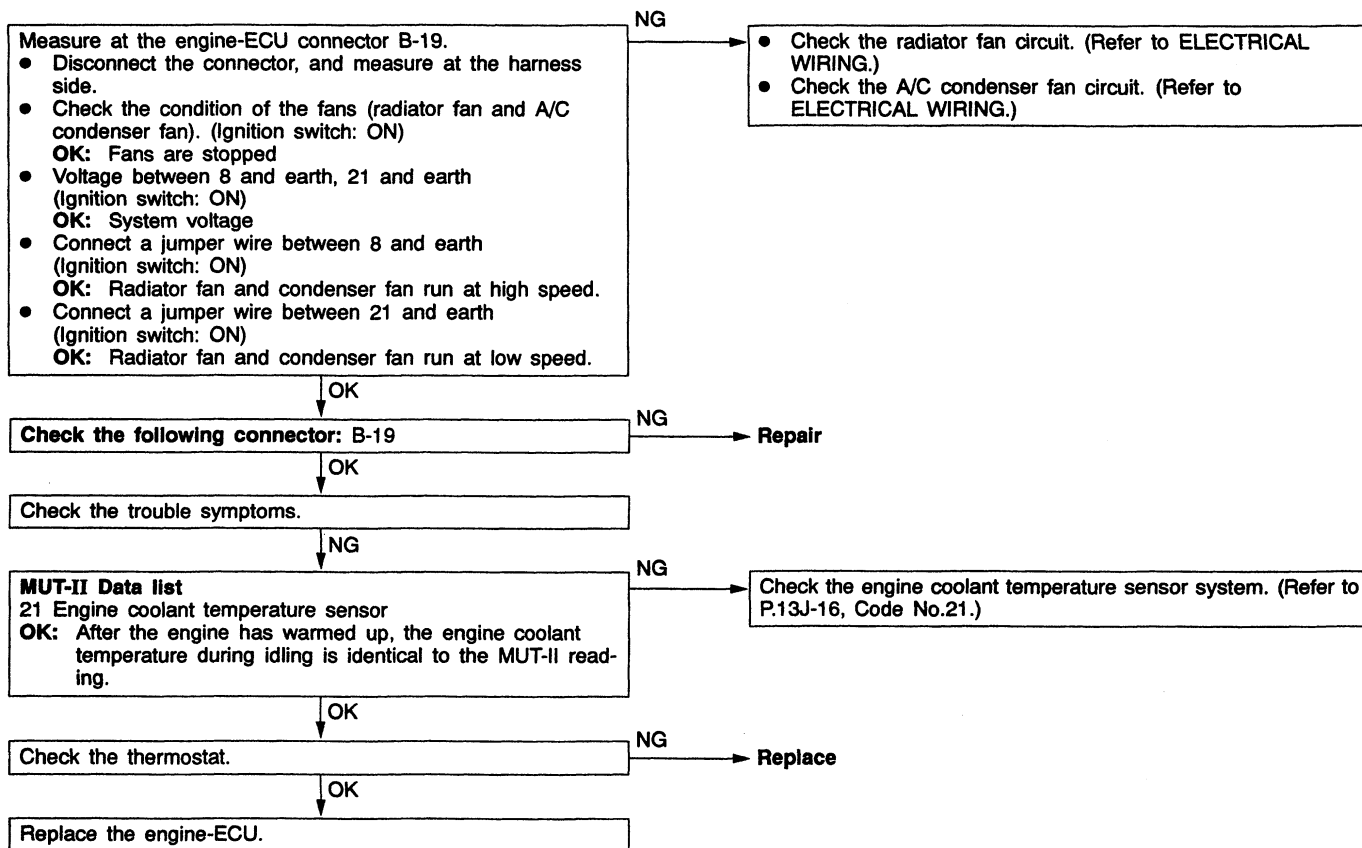 Measure at the engine-ECU connector B-19.
● Disconnect the connector, and measure at the harness
side.
● Check the condition of the fans (radiator fan and A/C
condenser fan). (Ignition switch: ON)
OK: Fans are stopped
● Voltage between 8 and earth, 21 and earth
(Ignition switch: ON)
OK: System voltage
● Connect a jumper wire between 8 and earth
(Ignition switch: ON)
OK: Radiator fan and condenser fan run at high speed.
● Connect a jumper wire between 21 and earth
(Ignition switch: ON)
OK: Radiator fan and condenser fan run at low speed.
NG
● Check the radiator fan circuit. (Refer to ELECTRICAL
WIRING.)
● Check the A/C condenser fan circuit. (Refer to
ELECTRICAL WIRING.)
OK
Check the following connector: B-19
NG
Repair
OK
Check the trouble symptoms.
NG
MUT-II Data list
21 Engine coolant temperature sensor
OK: After the engine has warmed up, the engine coolant
temperature during idling is identical to the MUT-II read-
ing.
NG
Check the engine coolant temperature sensor system. (Refer to
P.13J-16, Code No.21.)
OK
Check the thermostat.
NG
Replace
OK
Replace the engine-ECU.